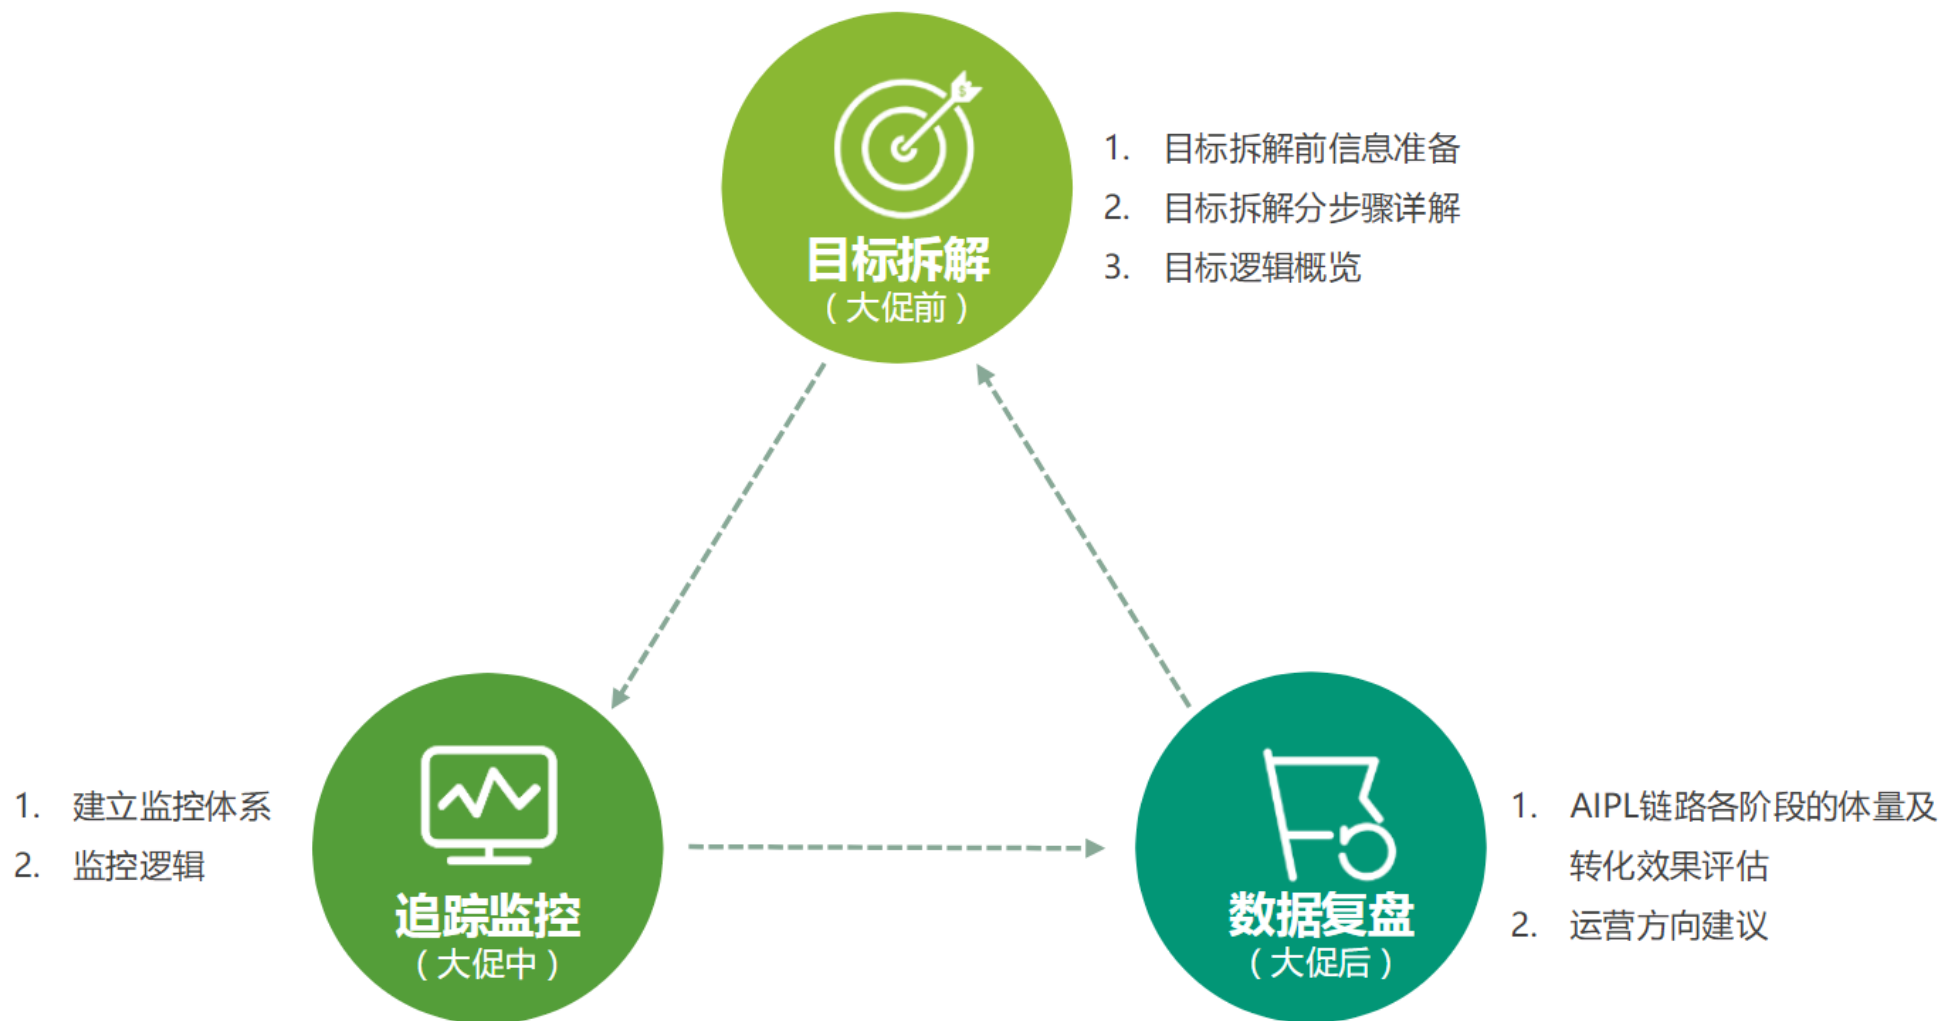 $
目标拆解
（大促前）
1. 目标拆解前信息准备
2. 目标拆解分步骤详解
3. 目标逻辑概览
1. 建立监控体系
2. 监控逻辑
追踪监控
（大促中）
数据复盘
（大促后）
1. AIPL链路各阶段的体量及
转化效果评估
2. 运营方向建议